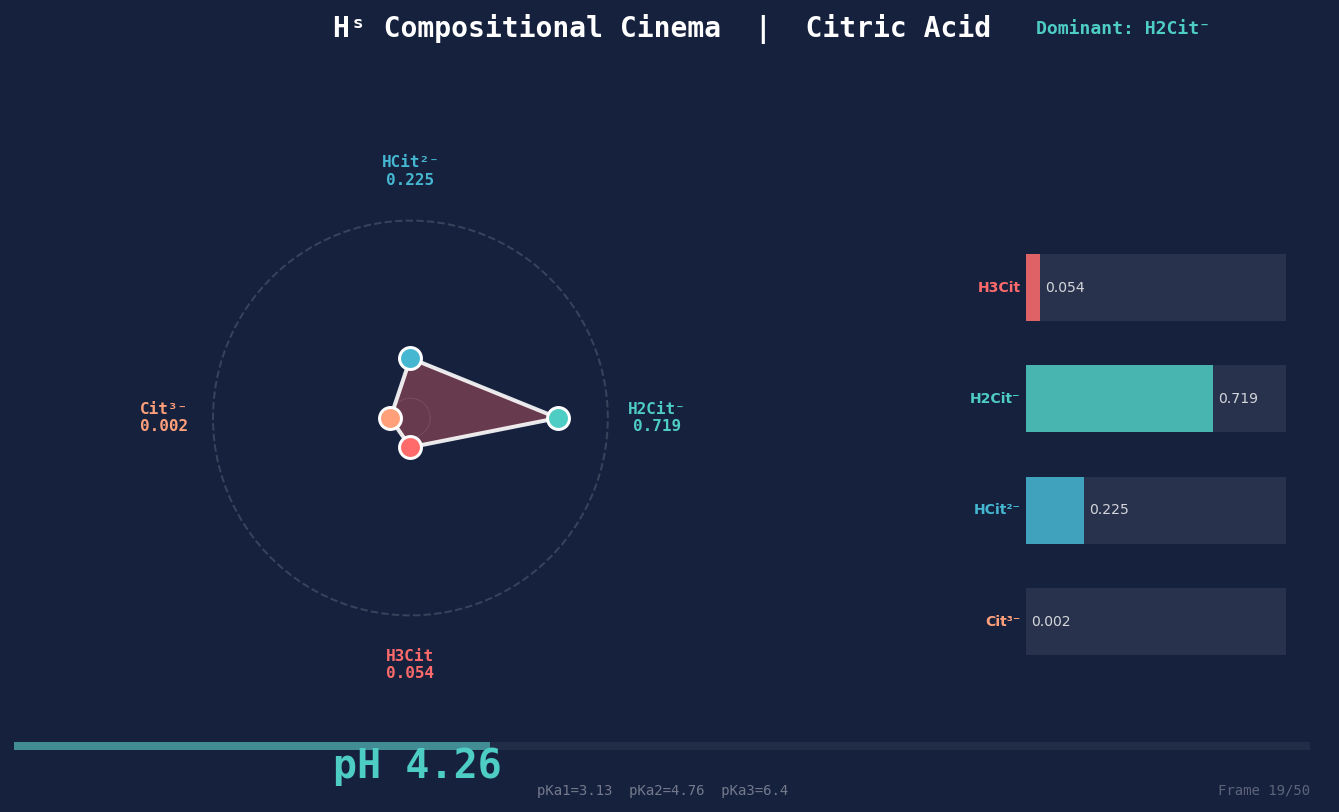 Hˢ Compositional Cinema | Citric Acid
Dominant: H2Cit⁻
HCit²⁻
0.225
Cit³⁻
0.002
H2Cit⁻
0.719
H3Cit
0.054
H3Cit 0.054
H2Cit⁻ 0.719
HCit²⁻ 0.225
Cit³⁻ 0.002
pH 4.26
pKa1=3.13 pKa2=4.76 pKa3=6.4
Frame 19/50